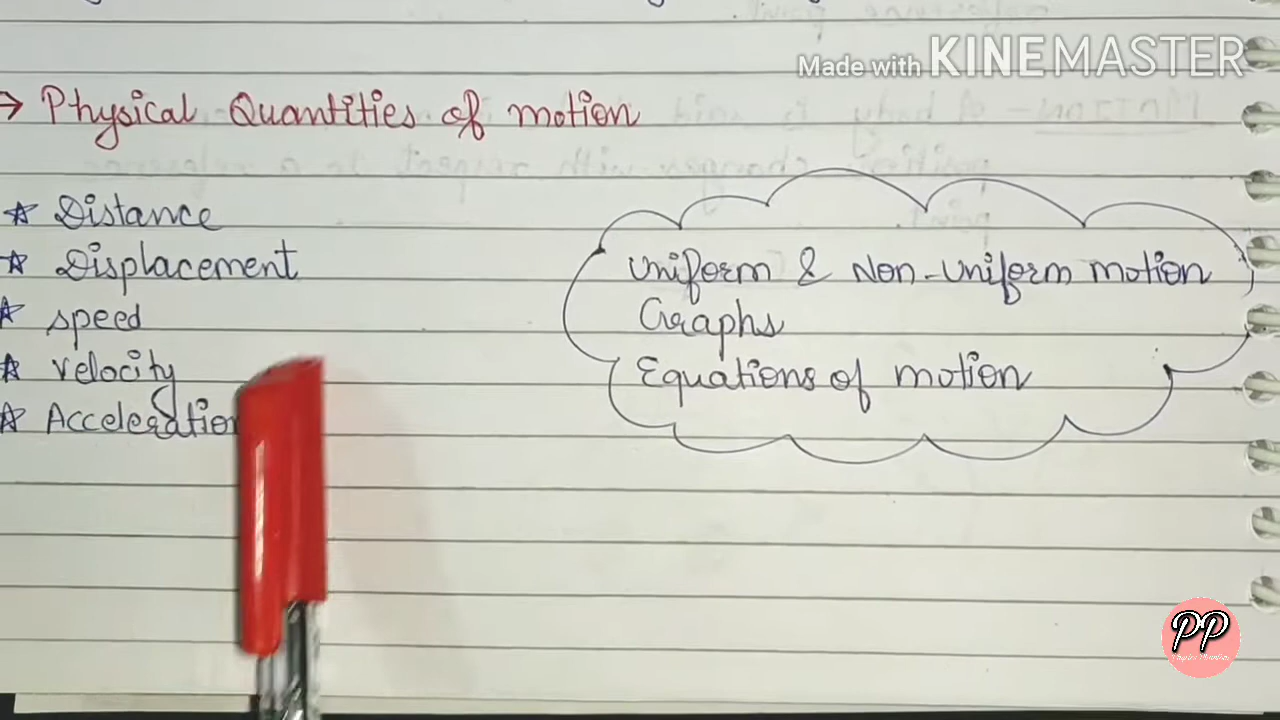 Made with KINEMASTER
→ Physical Quantities of motion
☆ Distance
☆ Displacement
☆ speed
☆ velocity
☆ Acceleration
Uniform & Non-Uniform motion
Graphs
Equations of motion
PP